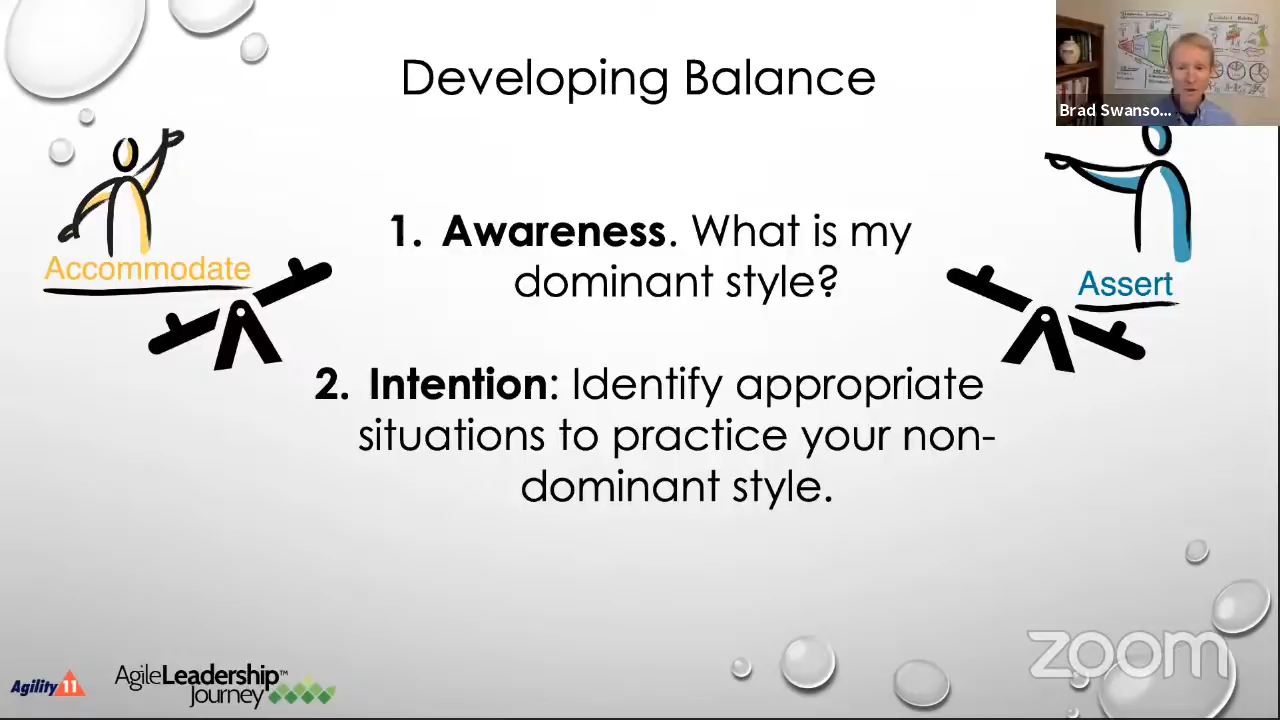 Developing Balance
Brad Swanso...
Accommodate
Assert
1. Awareness. What is my
dominant style?
2. Intention: Identify appropriate
situations to practice your non-
dominant style.
Agility 11
AgileLeadership™
Journey
zoom